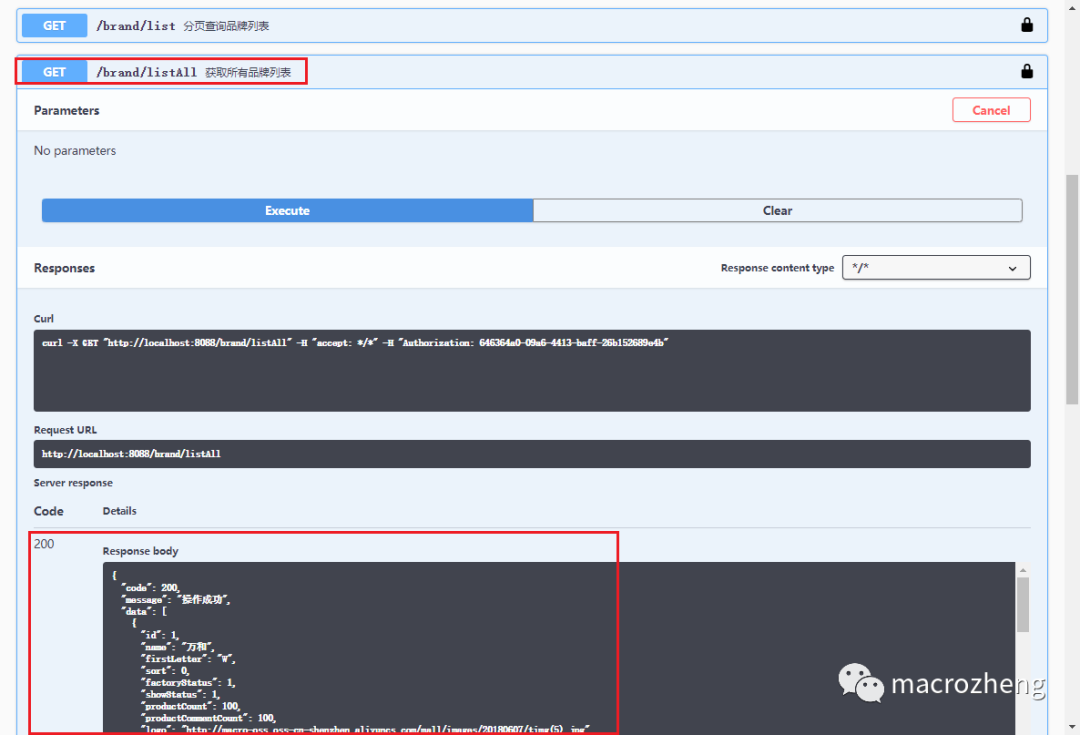 GET /brand/list 分页查询品牌列表
GET /brand/listAll 获取所有品牌列表
Parameters
Cancel
No parameters
Execute
Clear
Responses
Response content type
*/*
Curl
curl -X GET "http://localhost:8088/brand/listAll" -H "accept: */*" -H "Authorization: 646364a0-09a6-4413-baff-26b152689e4b"
Request URL
http://localhost:8088/brand/listAll
Server response
Code Details
200
Response body
{
"code": 200,
"message": "操作成功",
"data": [
{
"id": 1,
"name": "万和",
"firstLetter": "W",
"sort": 0,
"factoryStatus": 1,
"showStatus": 1,
"productCount": 100,
"productCommentCount": 100,
"logo": "http://macro-oss.oss-cn-shenzhen.aliyuncs.com/mall/images/20180607/timg(5).jpg"
macrozheng